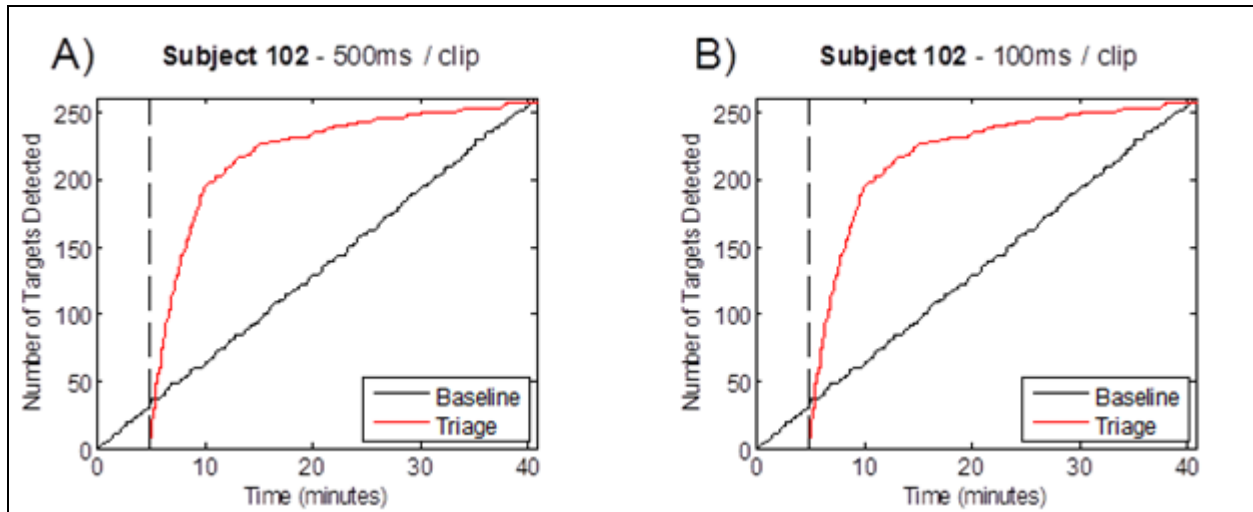 A) Subject 102 - 500ms / clip
Number of Targets Detected
250
200
150
100
50
0
0 10 20 30 40
Time (minutes)
Baseline
Triage
B) Subject 102 - 100ms / clip
Number of Targets Detected
250
200
150
100
50
0
0 10 20 30 40
Time (minutes)
Baseline
Triage